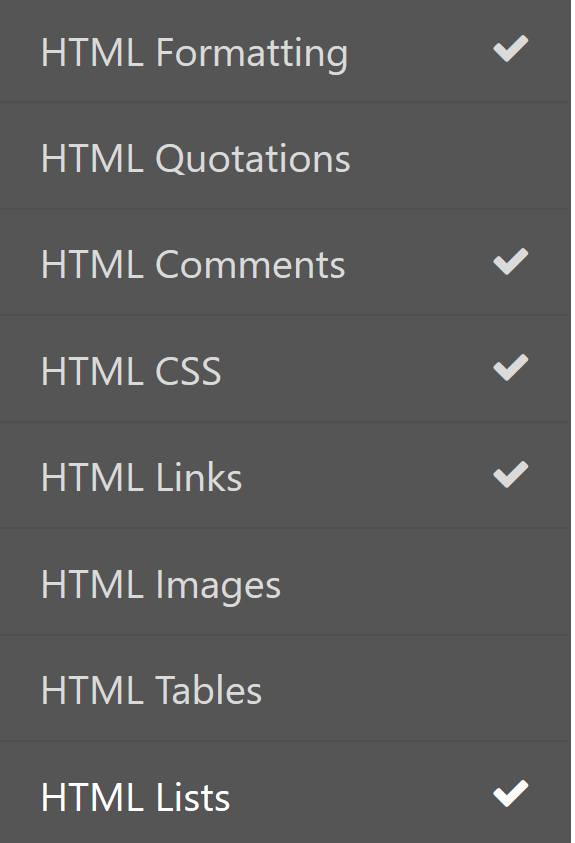 HTML Formatting
HTML Quotations
HTML Comments
HTML CSS
HTML Links
HTML Images
HTML Tables
HTML Lists